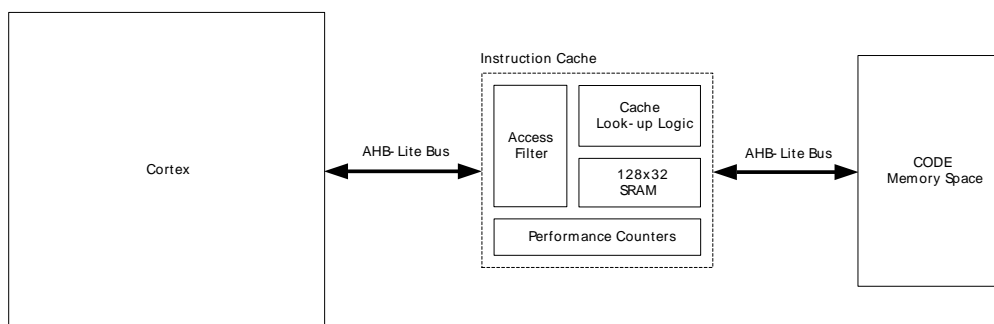 Instruction Cache
Cache
Look-up Logic
Access
Filter
AHB-Lite Bus
AHB-Lite Bus
Cortex
128x32
SRAM
CODE
Memory Space
Performance Counters